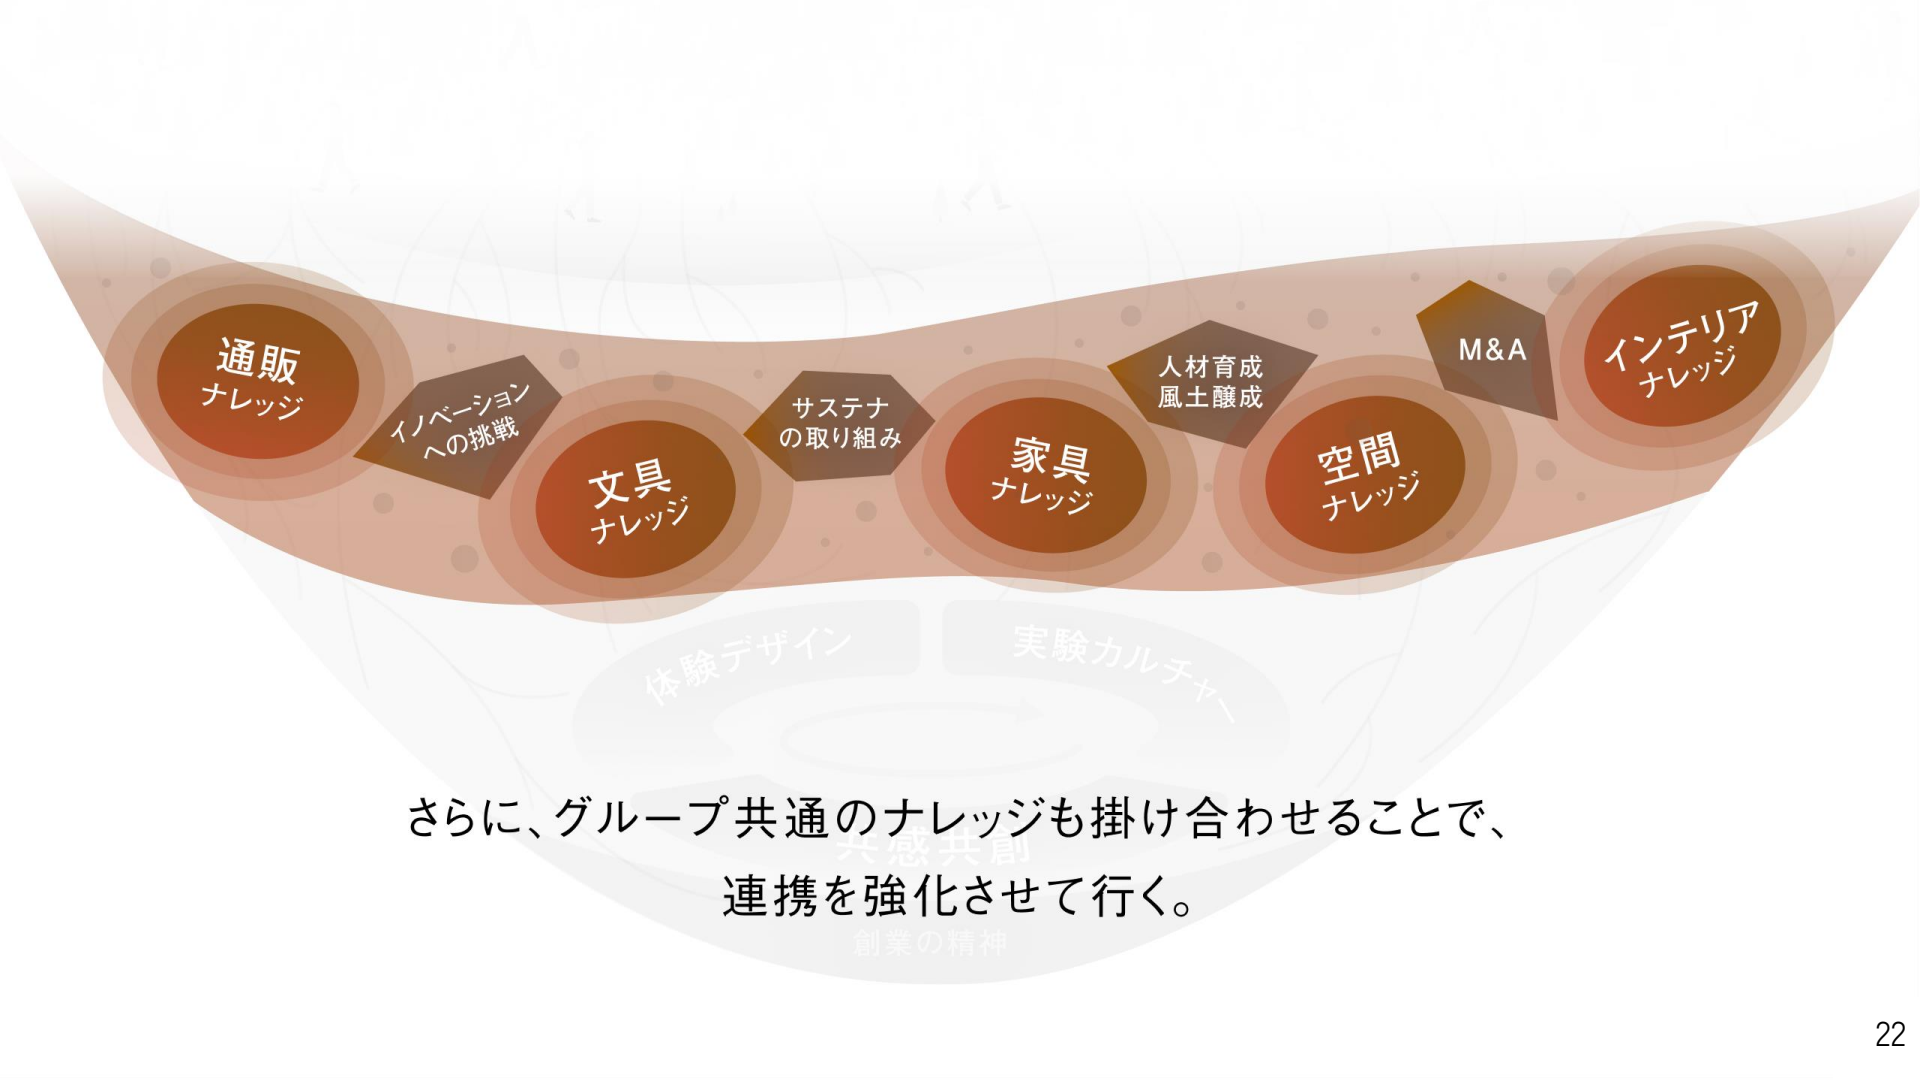 通販
ナレッジ
イノベーション
への挑戦
文具
ナレッジ
サステナ
の取り組み
家具
ナレッジ
人材育成
風土醸成
空間
ナレッジ
M&A
インテリア
ナレッジ
体験デザイン
実験カルチャー
さらに、グループ共通のナレッジも掛け合わせることで、
共感共創
連携を強化させて行く。
創業の精神
22